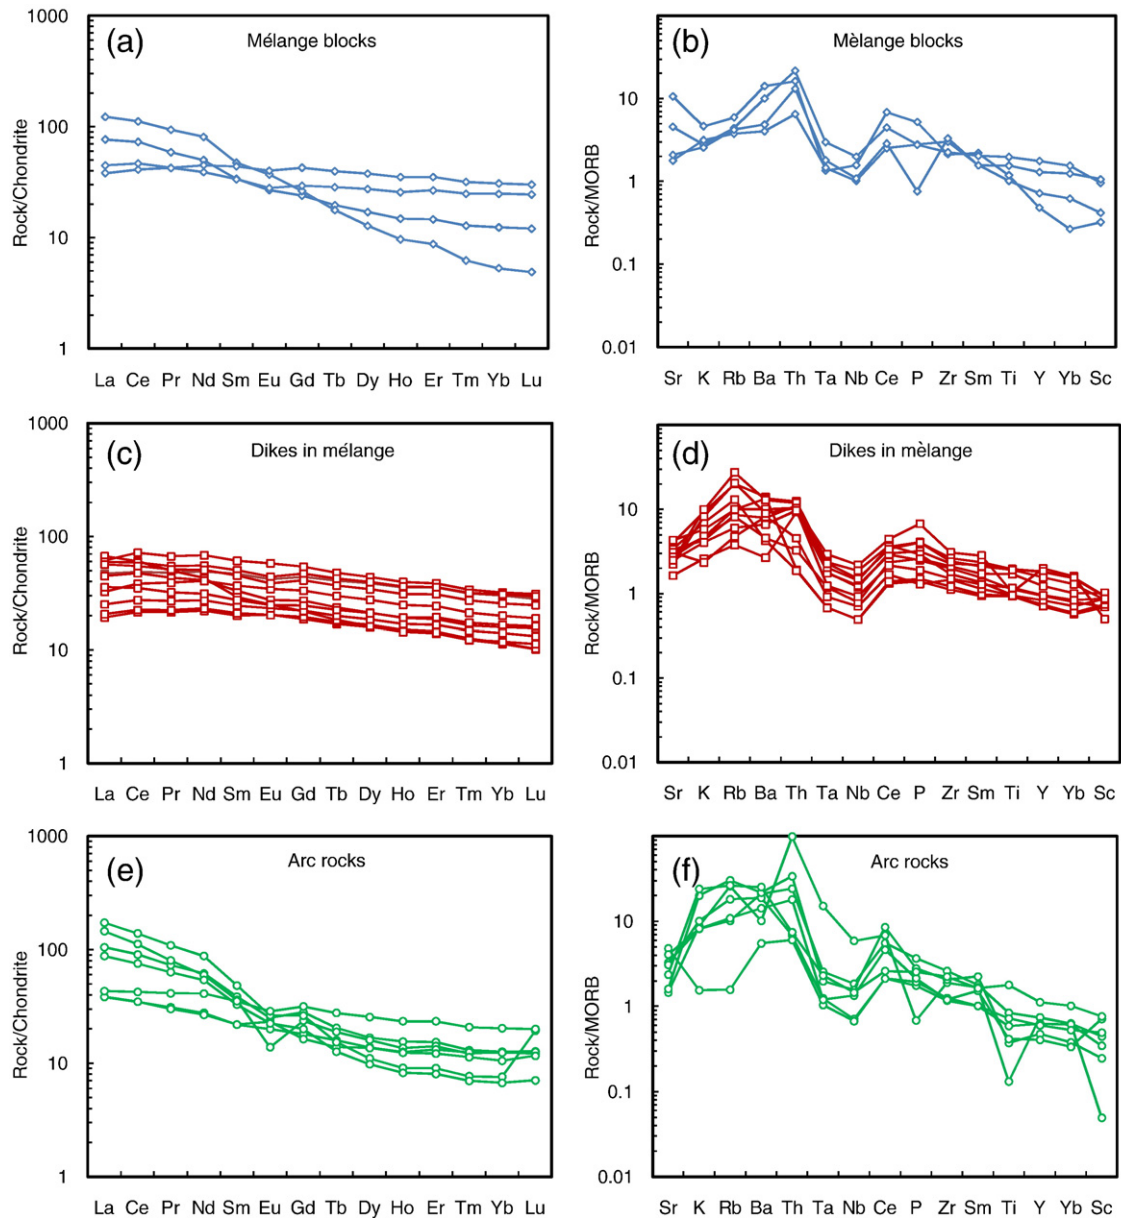 (a) Mélange blocks
Rock/Chondrite
1000
100
10
1
La Ce Pr Nd Sm Eu Gd Tb Dy Ho Er Tm Yb Lu
(b) Mèlange blocks
Rock/MORB
10
1
0.1
0.01
Sr K Rb Ba Th Ta Nb Ce P Zr Sm Ti Y Yb Sc
(c) Dikes in mélange
Rock/Chondrite
1000
100
10
1
La Ce Pr Nd Sm Eu Gd Tb Dy Ho Er Tm Yb Lu
(d) Dikes in mèlange
Rock/MORB
10
1
0.1
0.01
Sr K Rb Ba Th Ta Nb Ce P Zr Sm Ti Y Yb Sc
(e) Arc rocks
Rock/Chondrite
1000
100
10
1
La Ce Pr Nd Sm Eu Gd Tb Dy Ho Er Tm Yb Lu
(f) Arc rocks
Rock/MORB
10
1
0.1
0.01
Sr K Rb Ba Th Ta Nb Ce P Zr Sm Ti Y Yb Sc